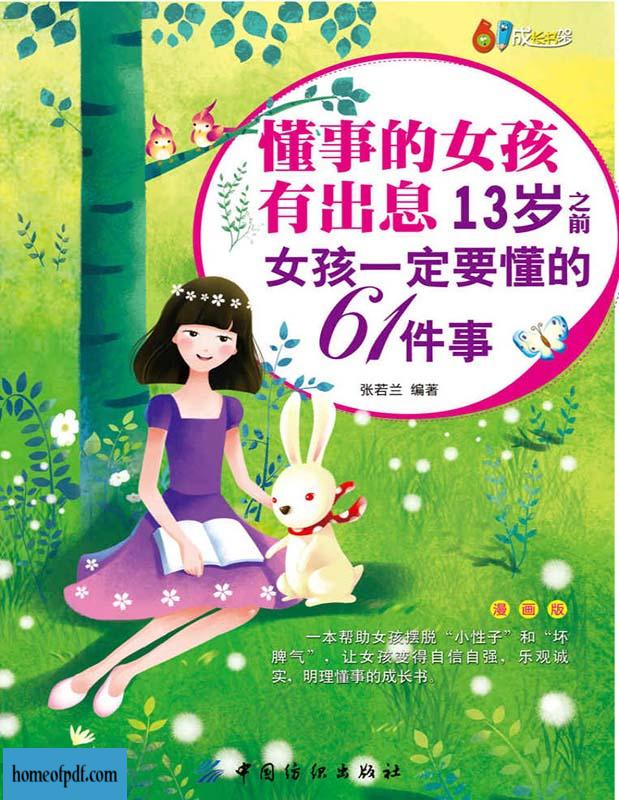 61成长书架
懂事的女孩
有出息 13岁之前
女孩一定要懂的
61件事
张若兰 编著
漫画版
一本帮助女孩摆脱“小性子”和“坏
脾气”，让女孩变得自信自强，乐观诚
实，明理懂事的成长书。
中国纺织出版社
homeofpdf.com